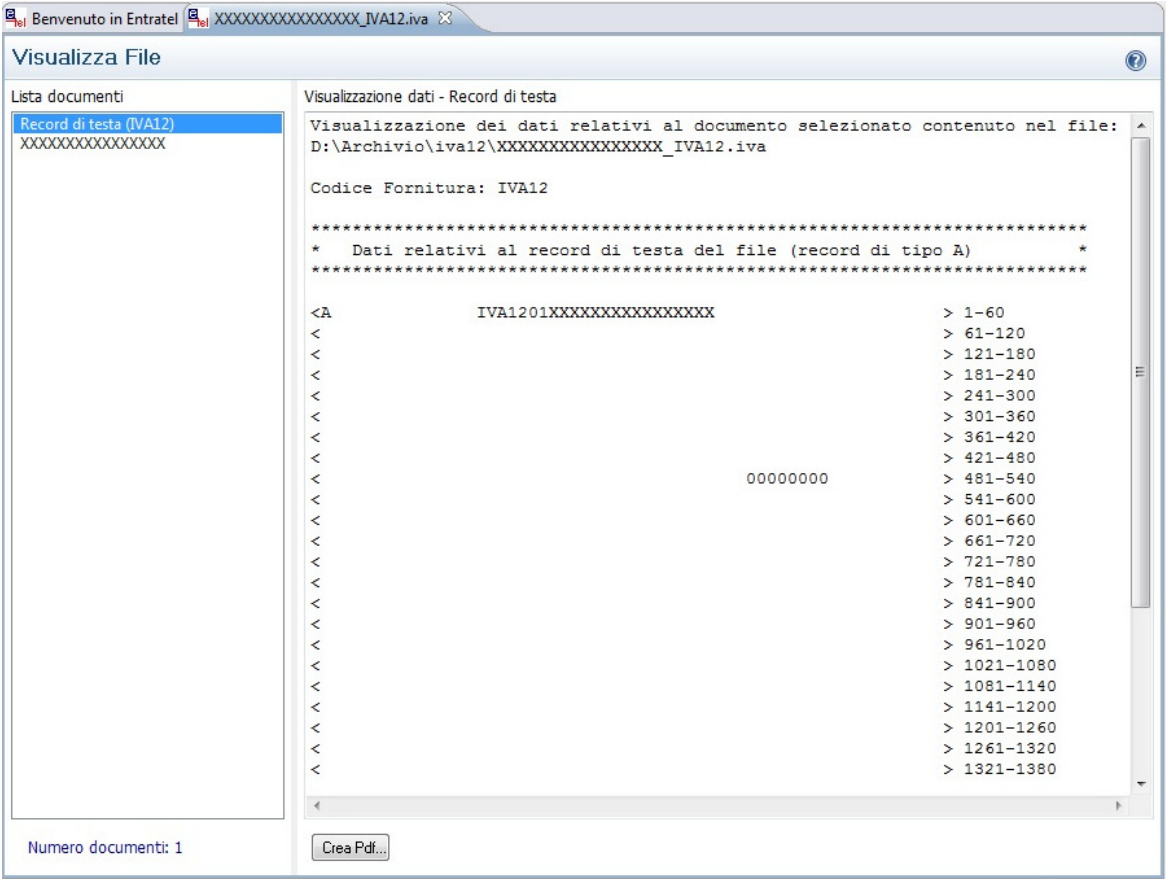 Benvenuto in Entratel XXXXXXXXXXXXXXXX_IVA12.iva
Visualizza File
Lista documenti
Record di testa (IVA12)
XXXXXXXXXXXXXXXX
Numero documenti: 1
Visualizzazione dati - Record di testa
Visualizzazione dei dati relativi al documento selezionato contenuto nel file:
D:\Archivio\iva12\XXXXXXXXXXXXXXXX_IVA12.iva
Codice Fornitura: IVA12
***************************************************************************
*   Dati relativi al record di testa del file (record di tipo A)          *
***************************************************************************
<A              IVA1201XXXXXXXXXXXXXXXX                      > 1-60
<                                                            > 61-120
<                                                            > 121-180
<                                                            > 181-240
<                                                            > 241-300
<                                                            > 301-360
<                                                            > 361-420
<                                                            > 421-480
<                                         00000000           > 481-540
<                                                            > 541-600
<                                                            > 601-660
<                                                            > 661-720
<                                                            > 721-780
<                                                            > 781-840
<                                                            > 841-900
<                                                            > 901-960
<                                                            > 961-1020
<                                                            > 1021-1080
<                                                            > 1081-1140
<                                                            > 1141-1200
<                                                            > 1201-1260
<                                                            > 1261-1320
<                                                            > 1321-1380
Crea Pdf...